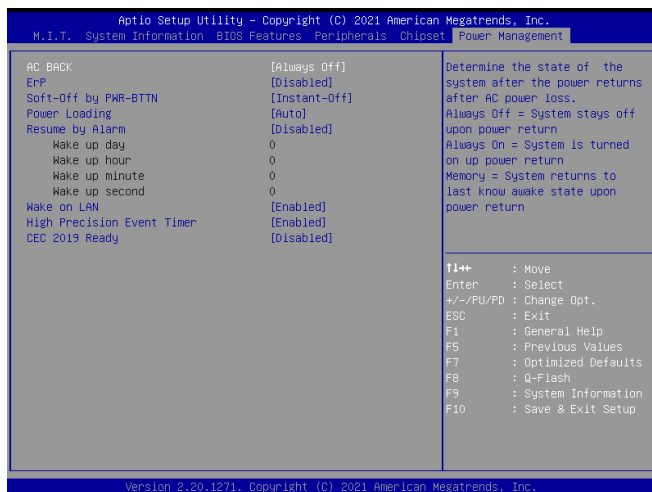 Aptio Setup Utility – Copyright (C) 2021 American Megatrends, Inc.
M.I.T. System Information BIOS Features Peripherals Chipset Power Management
AC BACK [Always Off]
ErP [Disabled]
Soft-Off by PWR-BTTN [Instant-Off]
Power Loading [Auto]
Resume by Alarm [Disabled]
Wake up day 0
Wake up hour 0
Wake up minute 0
Wake up second 0
Wake on LAN [Enabled]
High Precision Event Timer [Enabled]
CEC 2019 Ready [Disabled]
Determine the state of the
system after the power returns
after AC power loss.
Always Off = System stays off
upon power return
Always On = System is turned
on up power return
Memory = System returns to
last know awake state upon
power return
↑↓→← : Move
Enter : Select
+/-/PU/PD : Change Opt.
ESC : Exit
F1 : General Help
F5 : Previous Values
F7 : Optimized Defaults
F8 : Q-Flash
F9 : System Information
F10 : Save & Exit Setup
Version 2.20.1271. Copyright (C) 2021 American Megatrends, Inc.